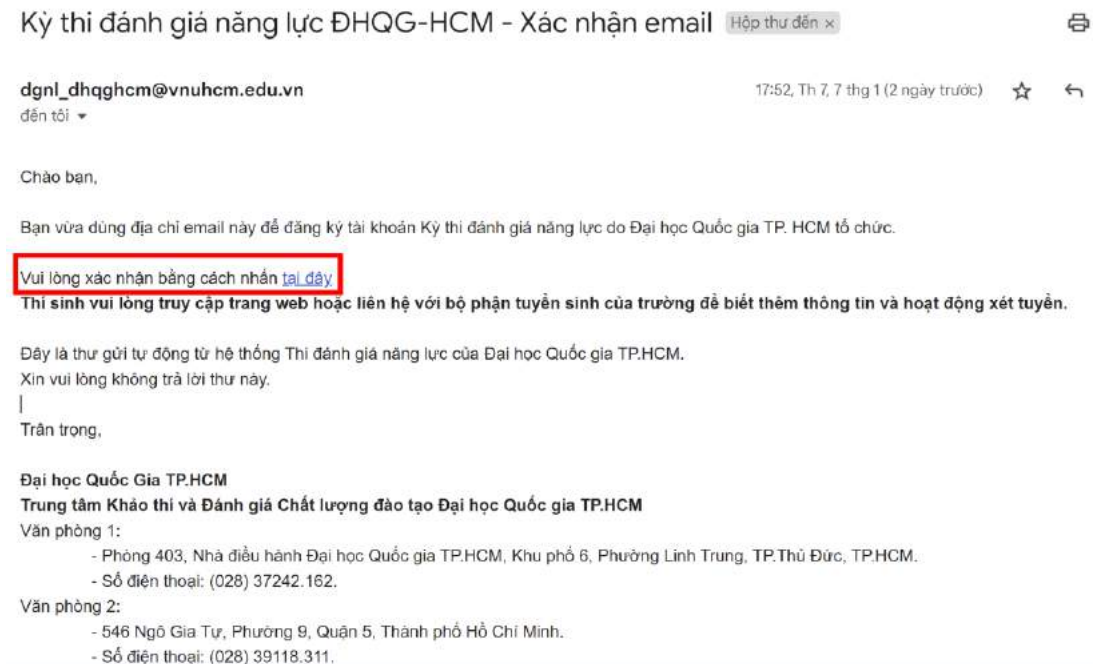 Kỳ thi đánh giá năng lực ĐHQG-HCM - Xác nhận email Hộp thư đến ×
dgnl_dhqghcm@vnuhcm.edu.vn 17:52, Th 7, 7 thg 1 (2 ngày trước)
đến tôi
Chào bạn,
Bạn vừa dùng địa chỉ email này để đăng ký tài khoản Kỳ thi đánh giá năng lực do Đại học Quốc gia TP. HCM tổ chức.
Vui lòng xác nhận bằng cách nhấn tại đây
Thí sinh vui lòng truy cập trang web hoặc liên hệ với bộ phận tuyển sinh của trường để biết thêm thông tin và hoạt động xét tuyển.
Đây là thư gửi tự động từ hệ thống Thi đánh giá năng lực của Đại học Quốc gia TP.HCM.
Xin vui lòng không trả lời thư này.
Trân trọng,
Đại học Quốc Gia TP.HCM
Trung tâm Khảo thí và Đánh giá Chất lượng đào tạo Đại học Quốc gia TP.HCM
Văn phòng 1:
- Phòng 403, Nhà điều hành Đại học Quốc gia TP.HCM, Khu phố 6, Phường Linh Trung, TP.Thủ Đức, TP.HCM.
- Số điện thoại: (028) 37242.162.
Văn phòng 2:
- 546 Ngô Gia Tự, Phường 9, Quận 5, Thành phố Hồ Chí Minh.
- Số điện thoại: (028) 39118.311.